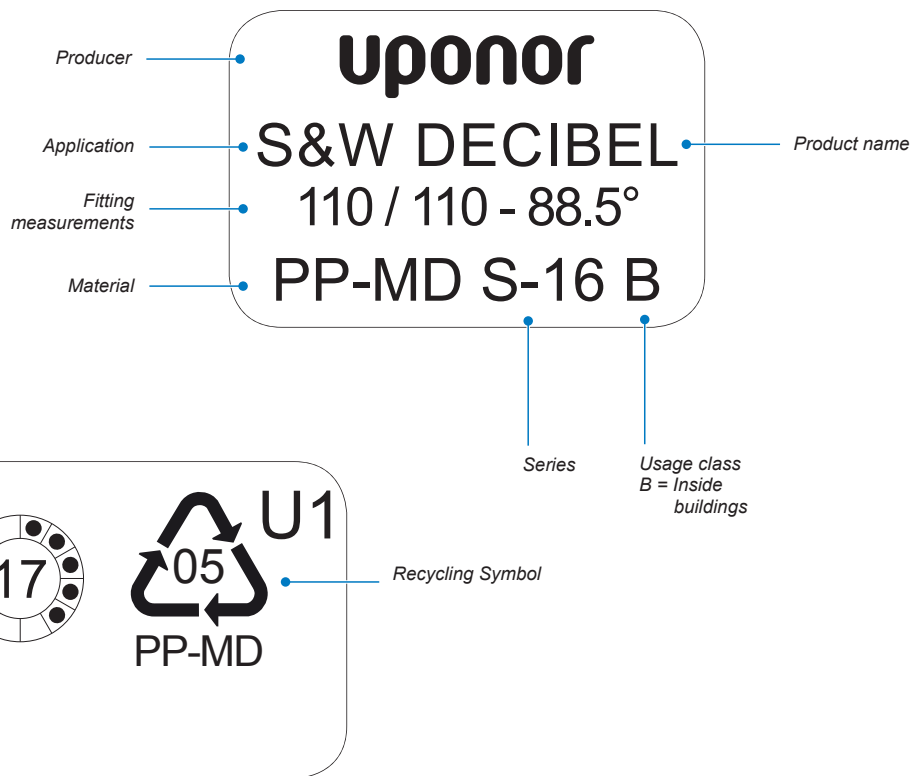 Producer
uponor
Application
S&W DECIBEL
Product name
Fitting
measurements
110 / 110 - 88.5°
Material
PP-MD S-16 B
Series
Usage class
B = Inside
buildings
17
05
U1
PP-MD
Recycling Symbol